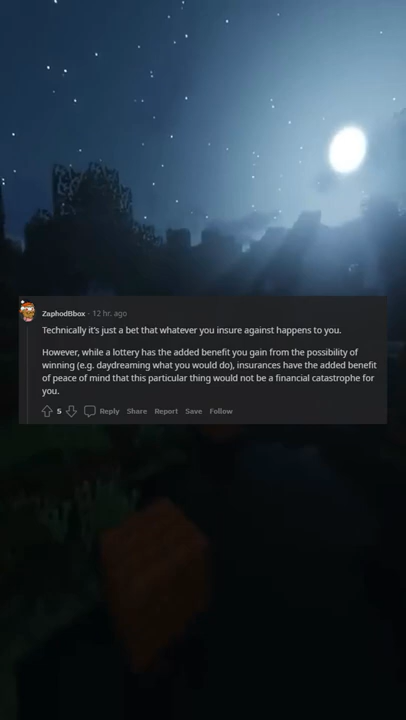 ZaphodBbox · 12 hr. ago
Technically it's just a bet that whatever you insure against happens to you.
However, while a lottery has the added benefit you gain from the possibility of
winning (e.g. daydreaming what you would do), insurances have the added benefit
of peace of mind that this particular thing would not be a financial catastrophe for
you.
5 Reply Share Report Save Follow